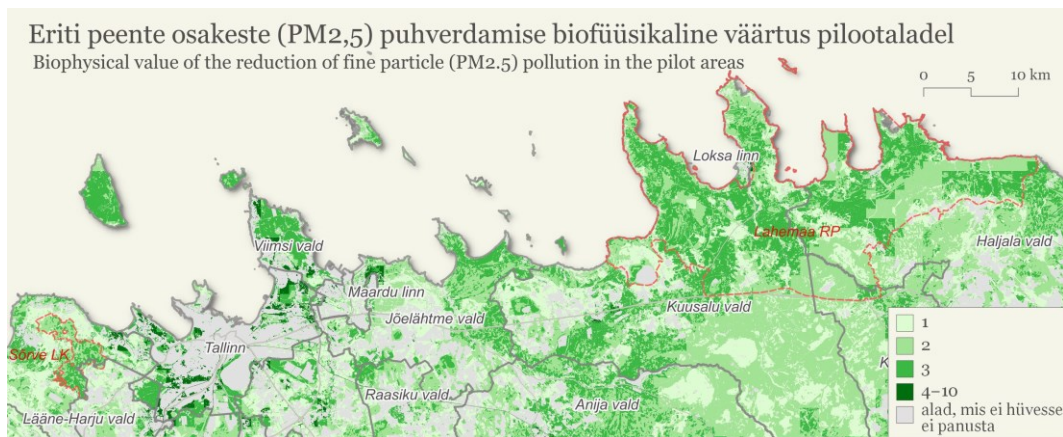 Eriti peente osakeste (PM2,5) puhverdamise biofüüsikaline väärtus pilootaladel
Biophysical value of the reduction of fine particle (PM2.5) pollution in the pilot areas
0 5 10 km
Loksa linn
Viimsi vald
Lahemaa RP
Haljala vald
Maardu linn
Kuusalu vald
Jõelähtme vald
Tallinn
Sõrve LK
Raasiku vald
Anija vald
Lääne-Harju vald
K
1
2
3
4–10
alad, mis ei hüvesse
ei panusta